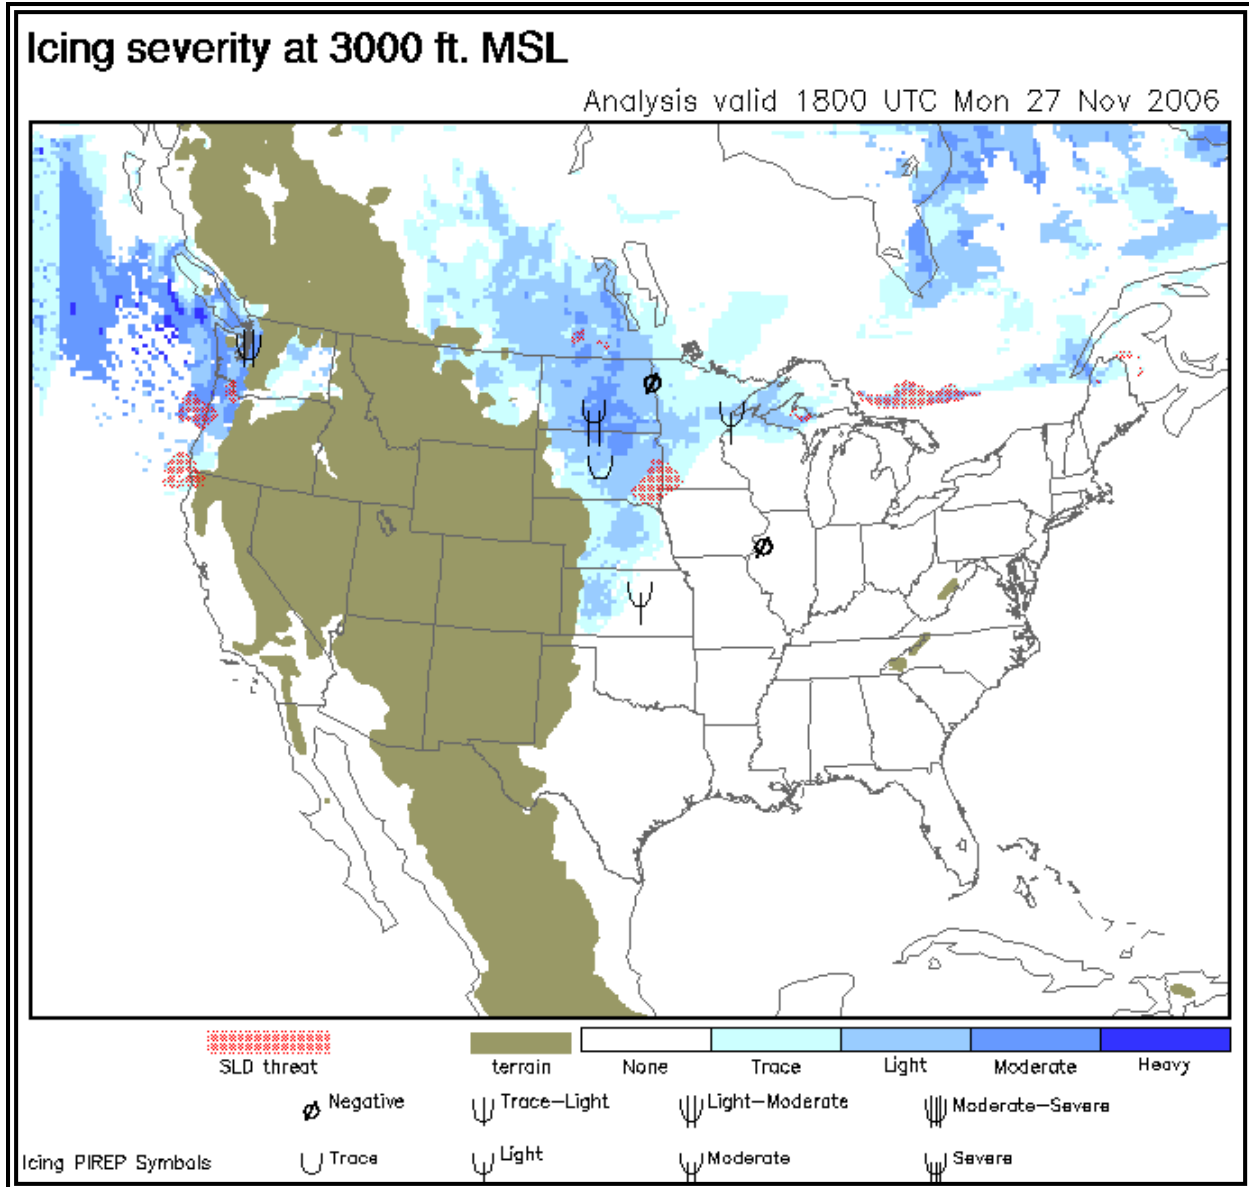 Icing severity at 3000 ft. MSL
Analysis valid 1800 UTC Mon 27 Nov 2006
SLD threat terrain None Trace Light Moderate Heavy
Negative Trace-Light Light-Moderate Moderate-Severe
Icing PIREP Symbols Trace Light Moderate Severe